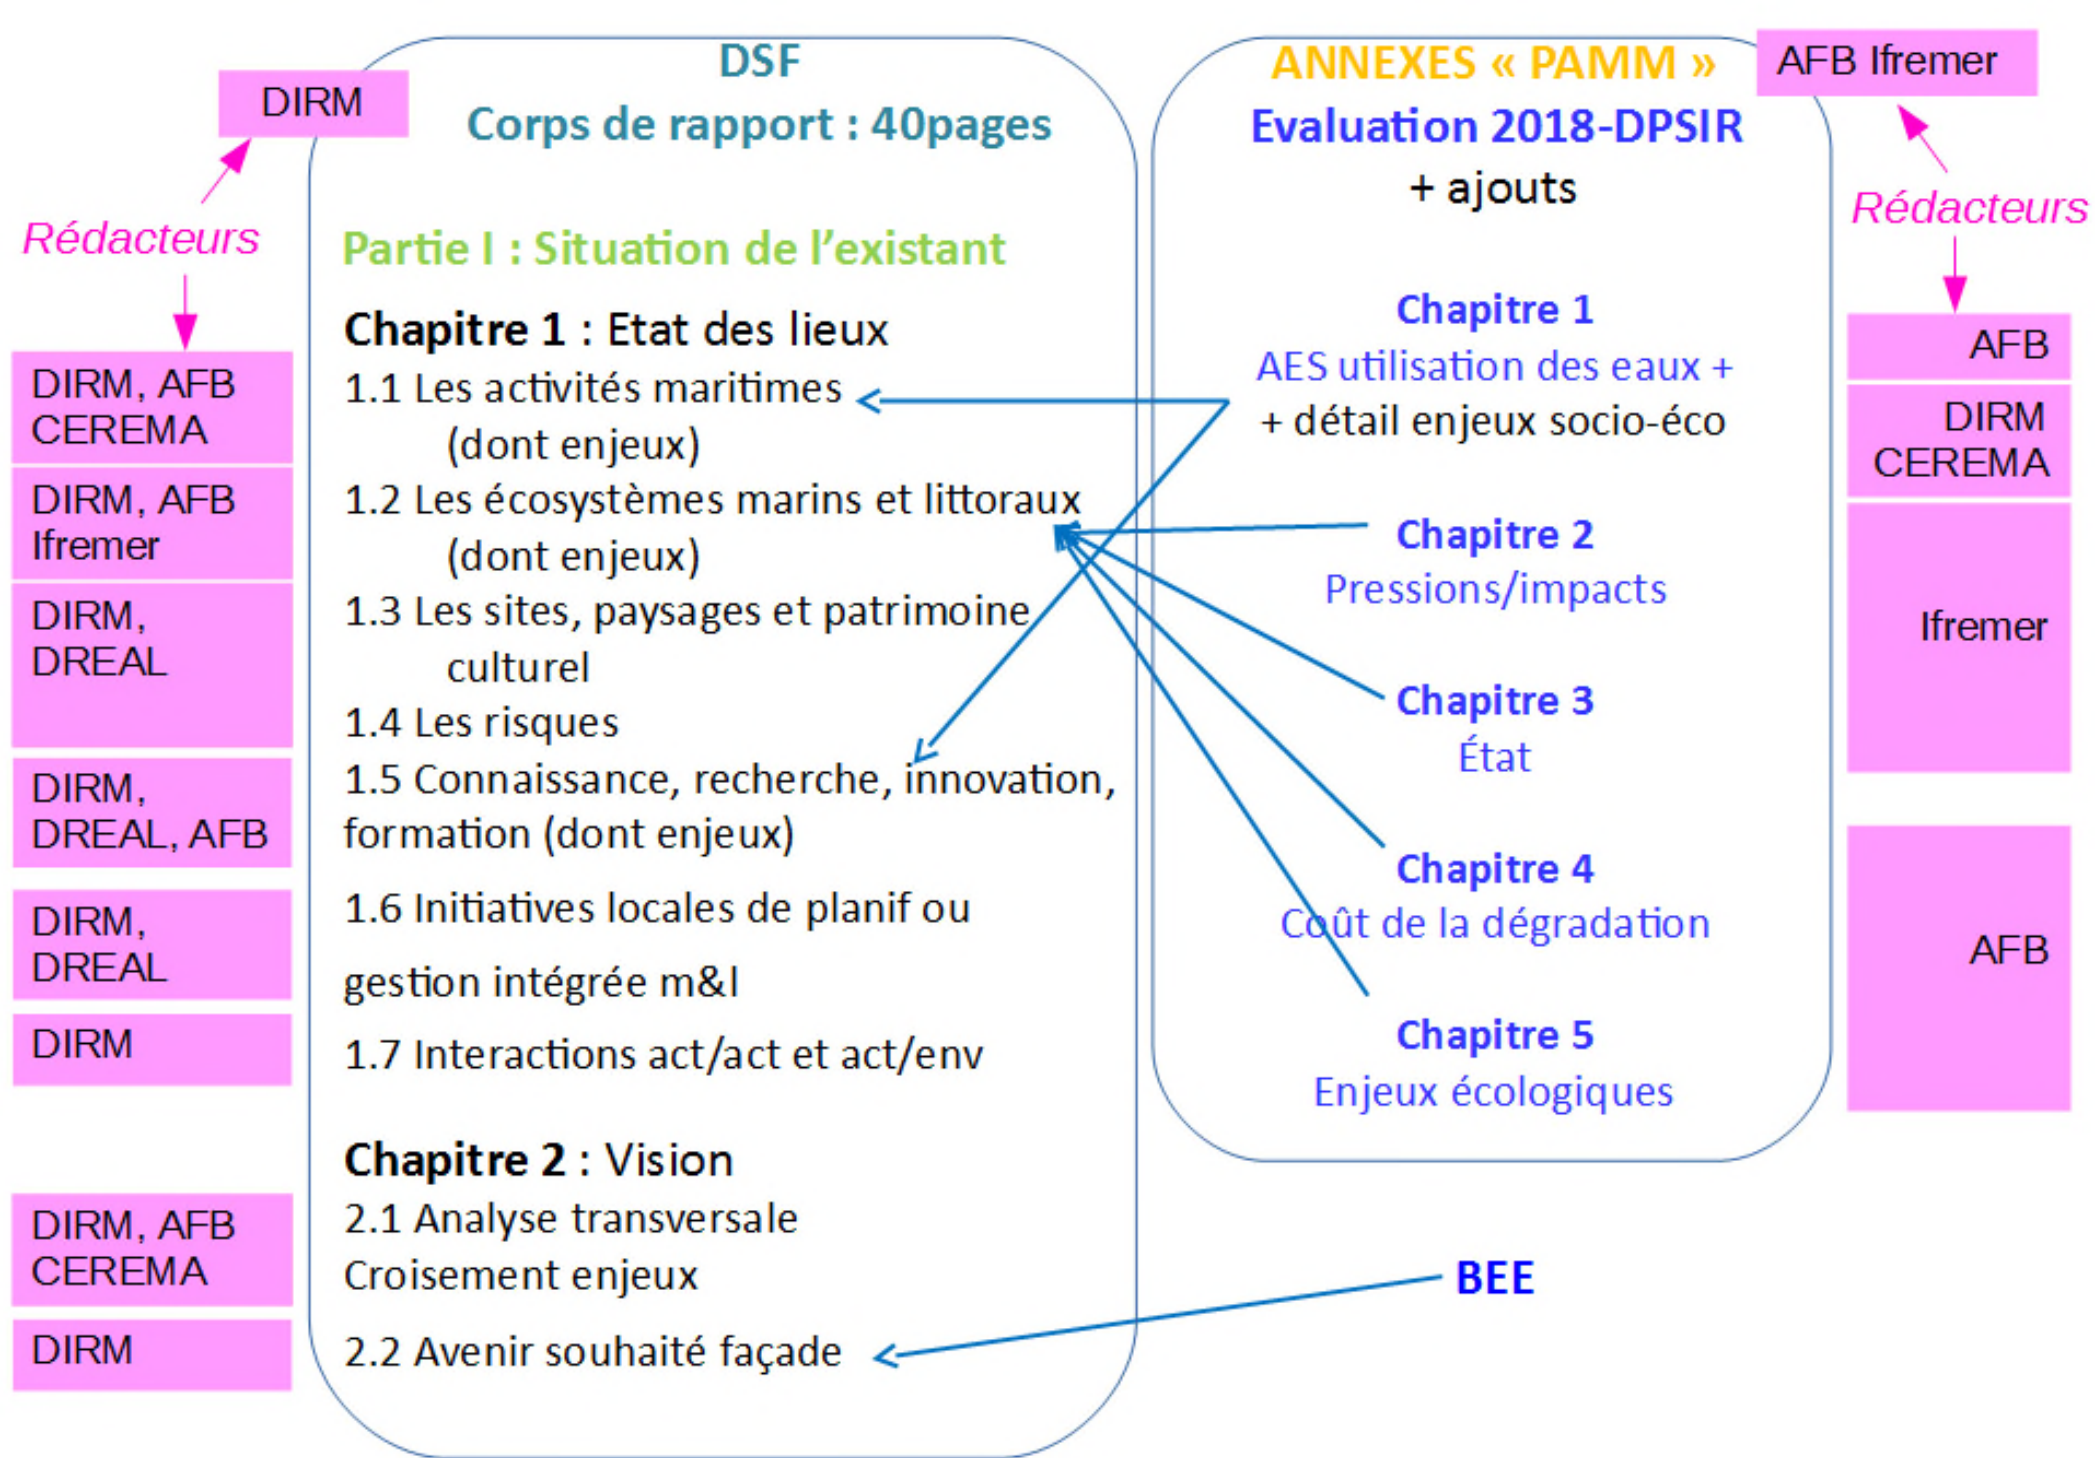 DIRM
Rédacteurs
DIRM, AFB
CEREMA
DIRM, AFB
Ifremer
DIRM,
DREAL
DIRM,
DREAL, AFB
DIRM,
DREAL
DIRM
DIRM, AFB
CEREMA
DIRM
DSF
Corps de rapport : 40pages
Partie I : Situation de l’existant
Chapitre 1 : Etat des lieux
1.1 Les activités maritimes
(dont enjeux)
1.2 Les écosystèmes marins et littoraux
(dont enjeux)
1.3 Les sites, paysages et patrimoine
culturel
1.4 Les risques
1.5 Connaissance, recherche, innovation,
formation (dont enjeux)
1.6 Initiatives locales de planif ou
gestion intégrée m&l
1.7 Interactions act/act et act/env
Chapitre 2 : Vision
2.1 Analyse transversale
Croisement enjeux
2.2 Avenir souhaité façade
ANNEXES « PAMM »
Evaluation 2018-DPSIR
+ ajouts
Chapitre 1
AES utilisation des eaux +
+ détail enjeux socio-éco
Chapitre 2
Pressions/impacts
Chapitre 3
État
Chapitre 4
Coût de la dégradation
Chapitre 5
Enjeux écologiques
BEE
AFB Ifremer
Rédacteurs
AFB
DIRM
CEREMA
Ifremer
AFB